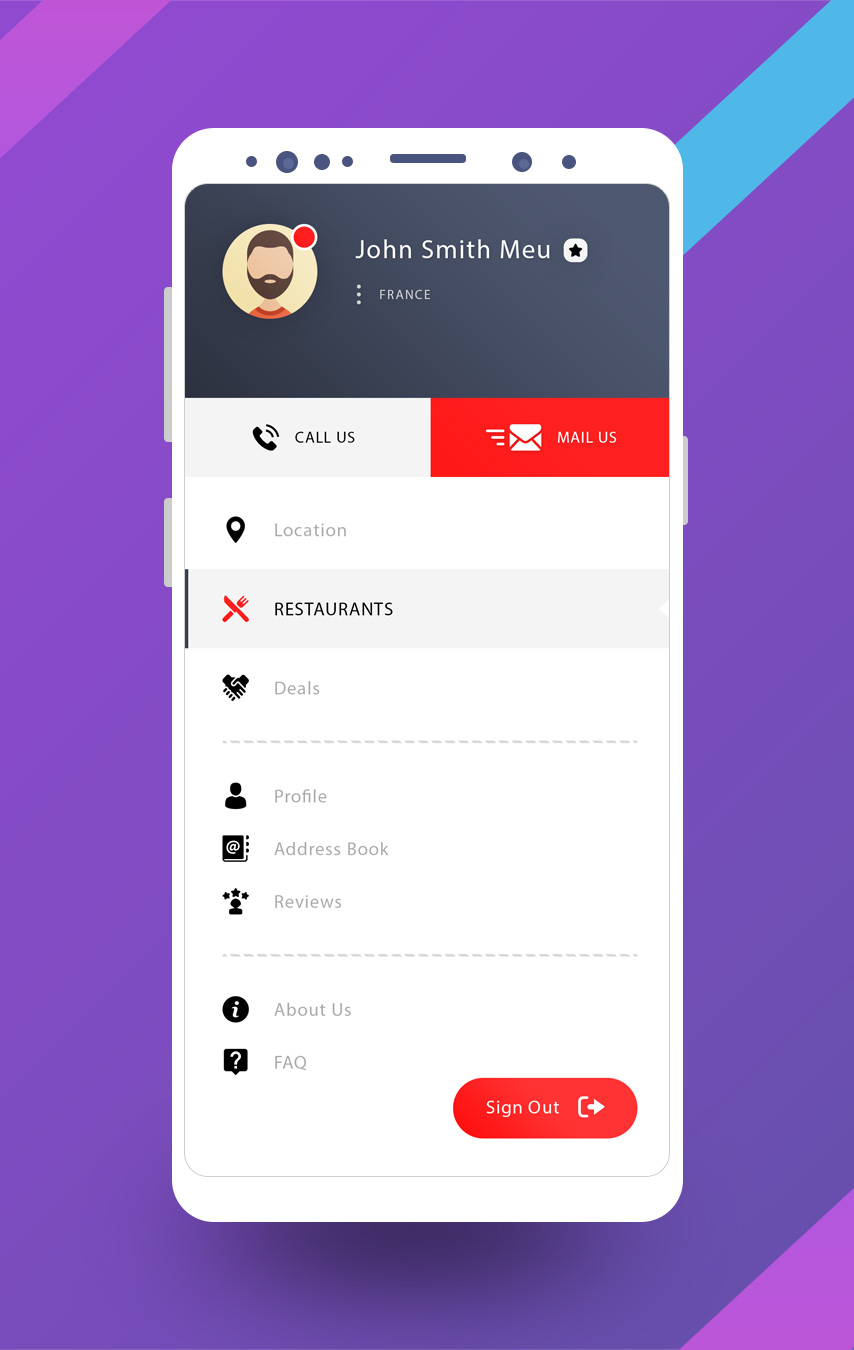 John Smith Meu
FRANCE
CALL US
MAIL US
Location
RESTAURANTS
Deals
Profile
@ Address Book
Reviews
i About Us
? FAQ
Sign Out